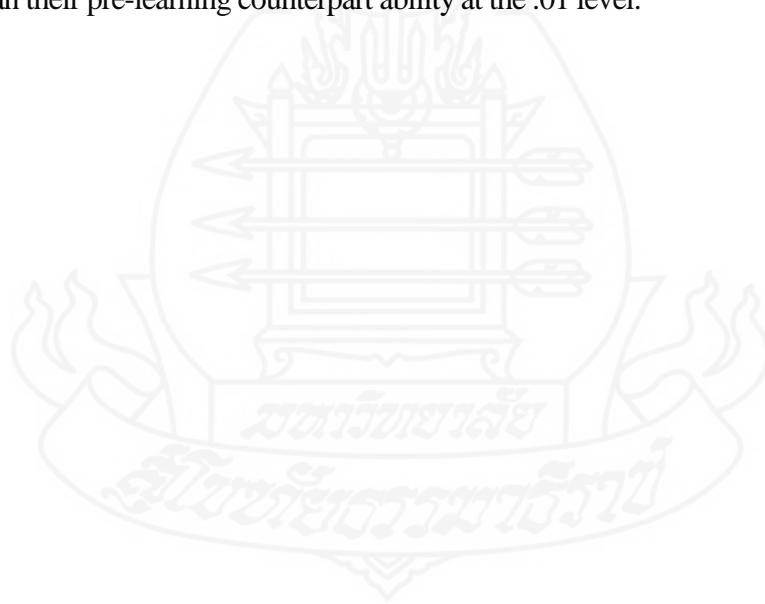 their pre-learning counterpart ability at the .01 level.
มหาวิทยาลัย
สุโขทัยธรรมาธิราช